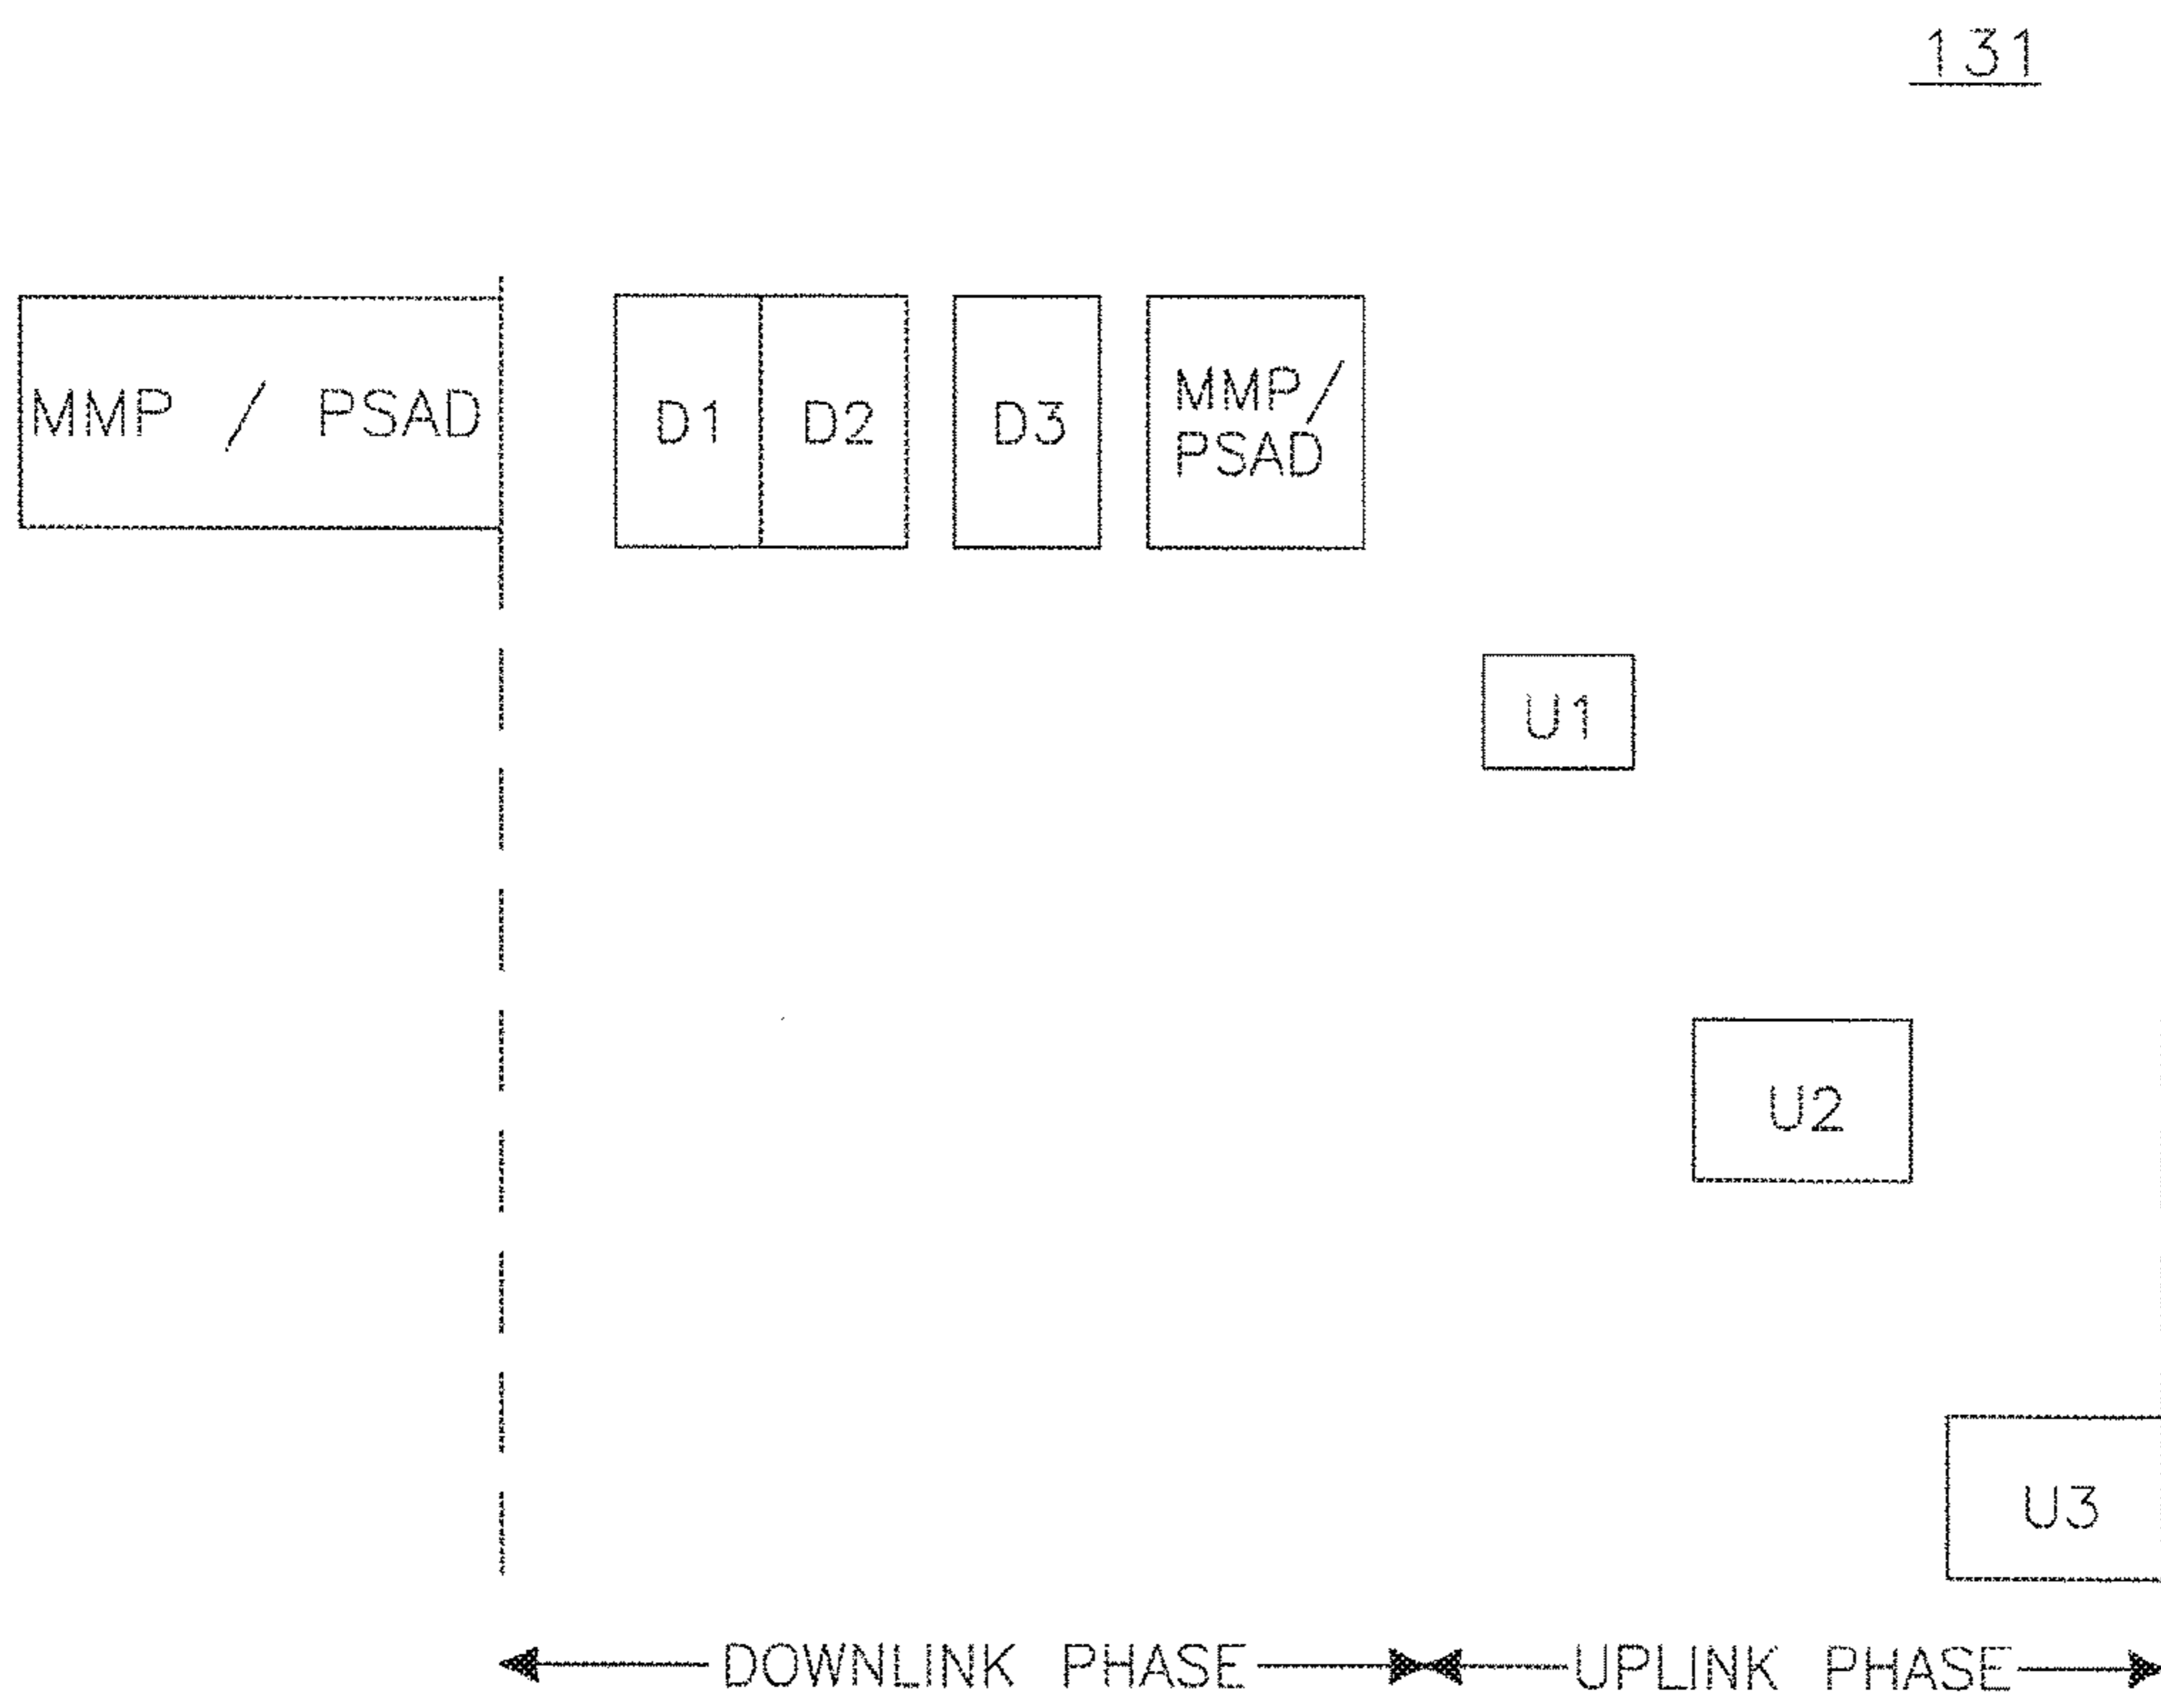 131
MMP / PSAD
D1
D2
D3
MMP/
PSAD
U1
U2
U3
DOWNLINK PHASE
UPLINK PHASE